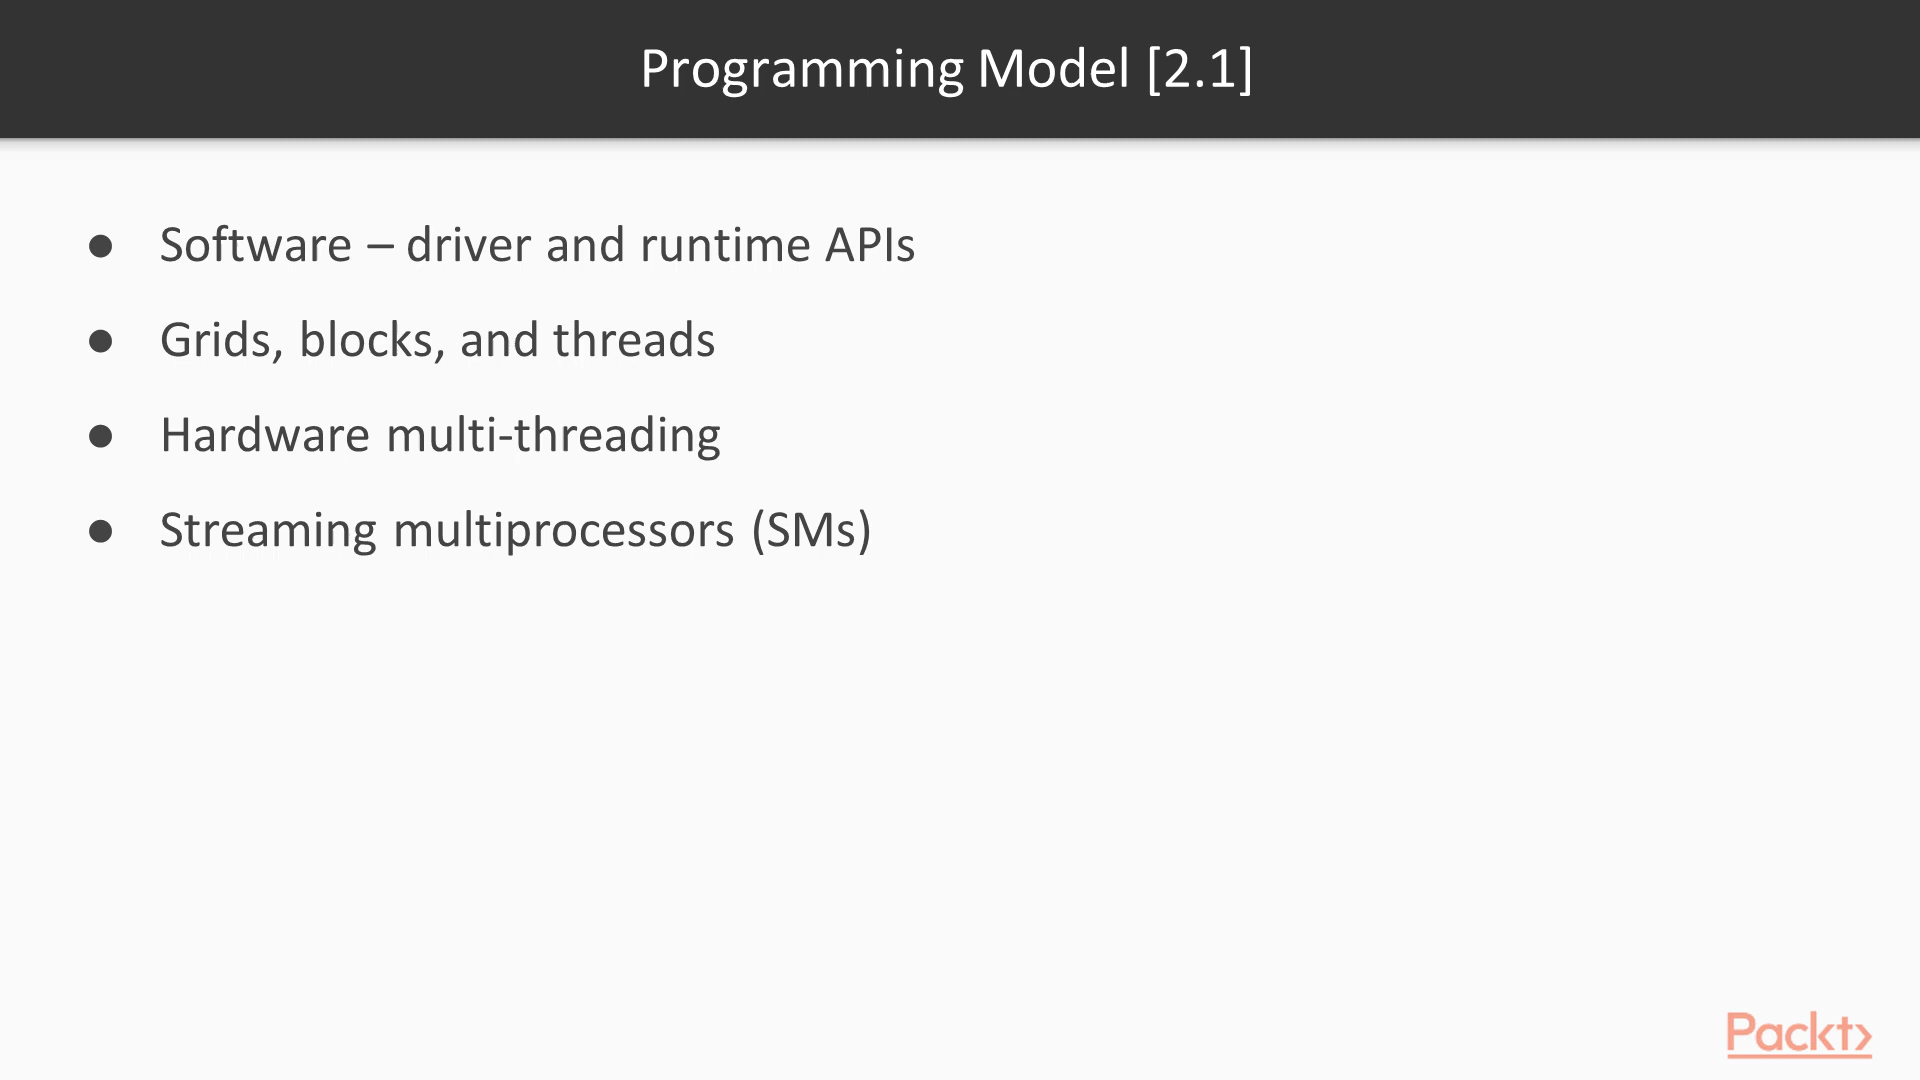 Programming Model [2.1]
● Software – driver and runtime APIs
● Grids, blocks, and threads
● Hardware multi-threading
● Streaming multiprocessors (SMs)
Packt>